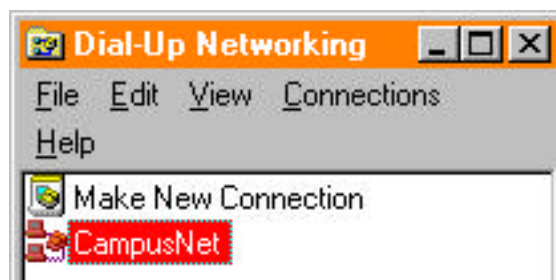 Dial-Up Networking
File Edit View Connections
Help
Make New Connection
CampusNet